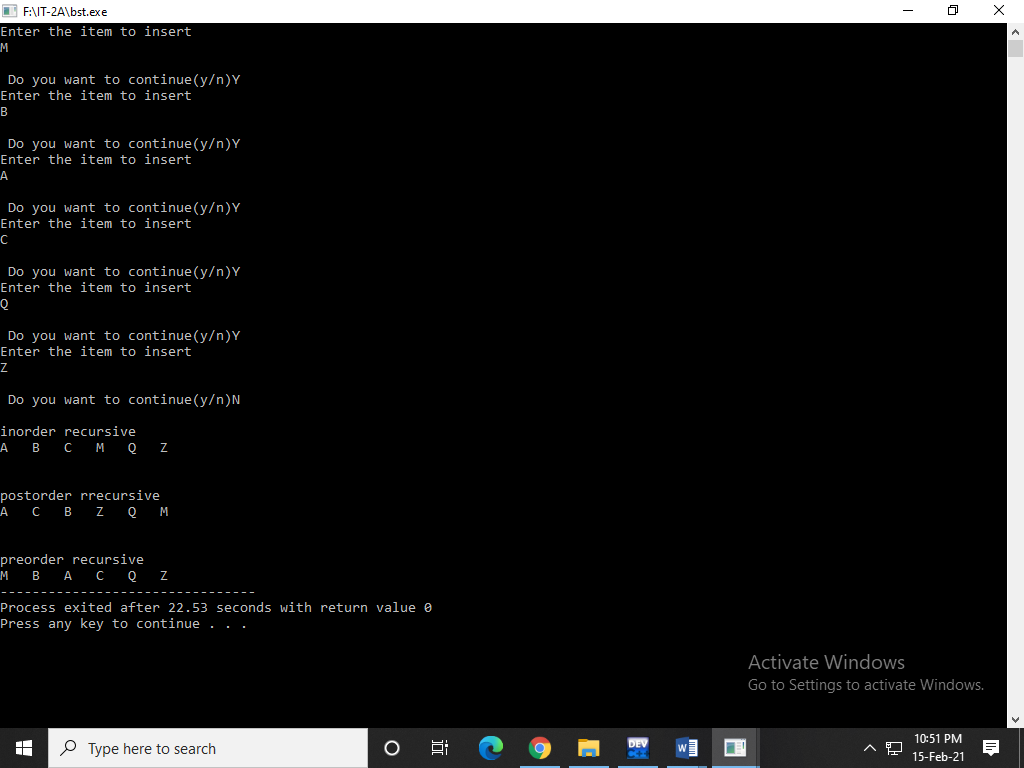 F:\IT-2A\bst.exe
Enter the item to insert
M
Do you want to continue(y/n)Y
Enter the item to insert
B
Do you want to continue(y/n)Y
Enter the item to insert
A
Do you want to continue(y/n)Y
Enter the item to insert
C
Do you want to continue(y/n)Y
Enter the item to insert
Q
Do you want to continue(y/n)Y
Enter the item to insert
Z
Do you want to continue(y/n)N
inorder recursive
A   B   C   M   Q   Z
postorder rrecursive
A   C   B   Z   Q   M
preorder recursive
M   B   A   C   Q   Z
--------------------------------
Process exited after 22.53 seconds with return value 0
Press any key to continue . . .
Activate Windows
Go to Settings to activate Windows.
Type here to search
DEV
C++
W
10:51 PM
15-Feb-21